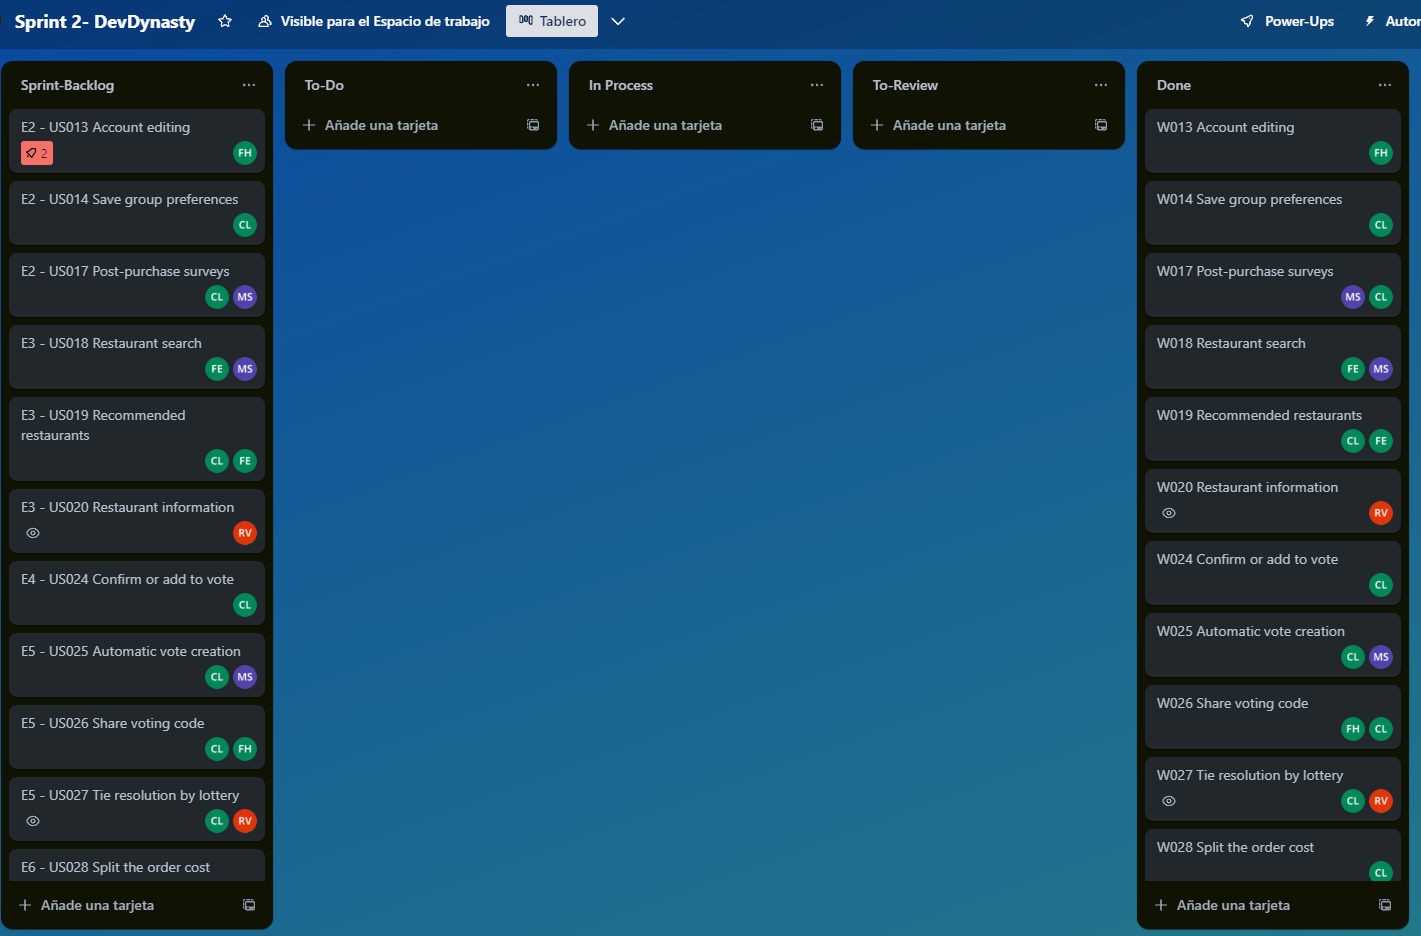 Sprint 2- DevDynasty
Visible para el Espacio de trabajo
Tablero
Power-Ups
Autor
Sprint-Backlog
E2 - US013 Account editing
2
FH
E2 - US014 Save group preferences
CL
E2 - US017 Post-purchase surveys
CL MS
E3 - US018 Restaurant search
FE MS
E3 - US019 Recommended
restaurants
CL FE
E3 - US020 Restaurant information
RV
E4 - US024 Confirm or add to vote
CL
E5 - US025 Automatic vote creation
CL MS
E5 - US026 Share voting code
CL FH
E5 - US027 Tie resolution by lottery
CL RV
E6 - US028 Split the order cost
Añade una tarjeta
To-Do
Añade una tarjeta
In Process
Añade una tarjeta
To-Review
Añade una tarjeta
Done
W013 Account editing
FH
W014 Save group preferences
CL
W017 Post-purchase surveys
MS CL
W018 Restaurant search
FE MS
W019 Recommended restaurants
CL FE
W020 Restaurant information
RV
W024 Confirm or add to vote
CL
W025 Automatic vote creation
CL MS
W026 Share voting code
FH CL
W027 Tie resolution by lottery
CL RV
W028 Split the order cost
CL
Añade una tarjeta